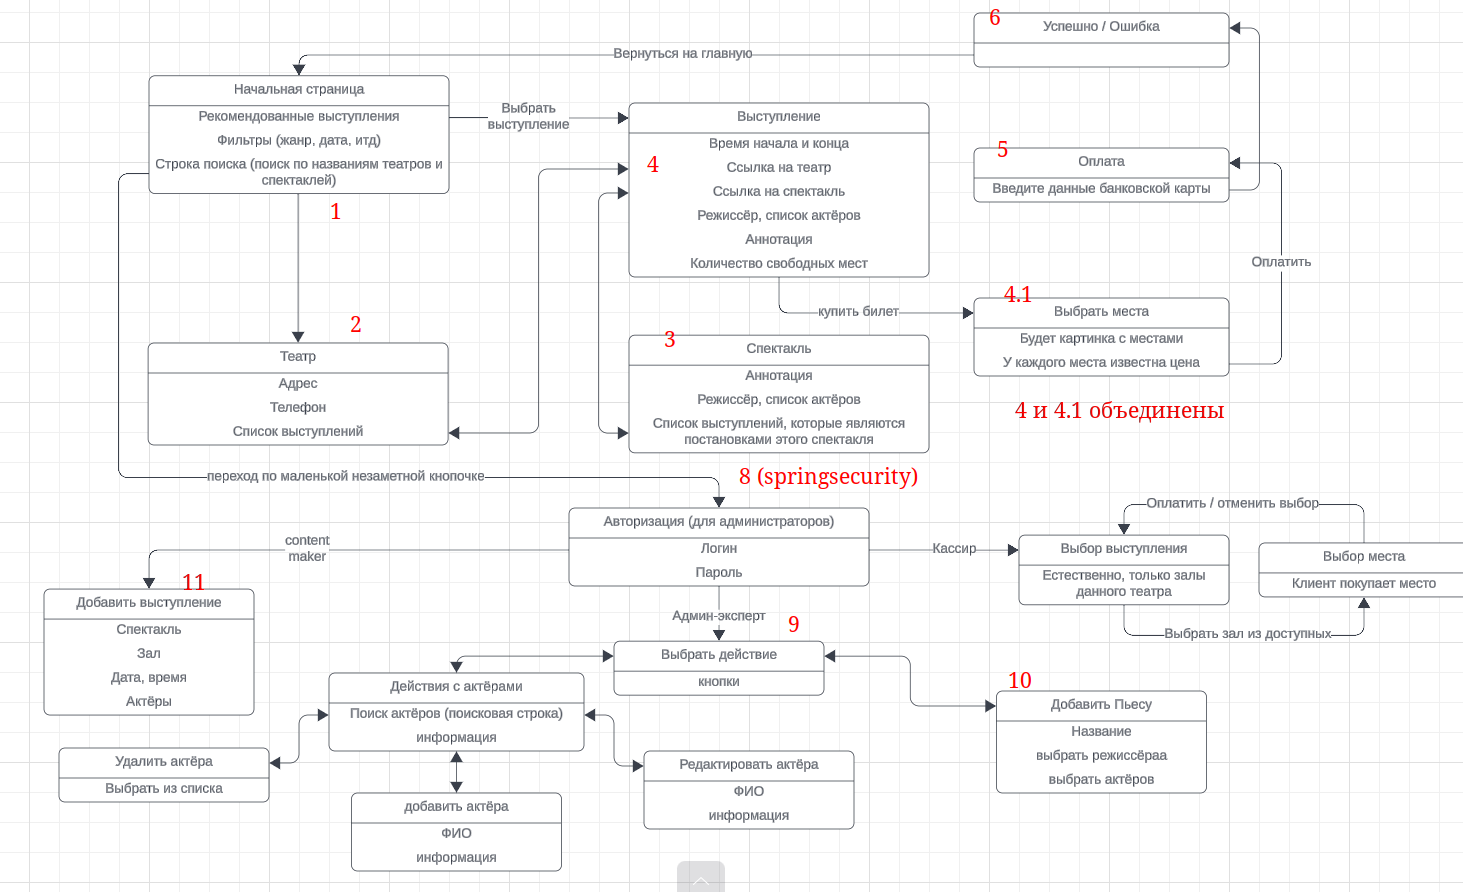 6
Успешно / Ошибка
Вернуться на главную
Начальная страница
Рекомендованные выступления
Фильтры (жанр, дата, итд)
Строка поиска (поиск по названиям театров и
спектаклей)
1
Выбрать
выступление
Выступление
Время начала и конца
4
Ссылка на театр
Ссылка на спектакль
Режиссёр, список актёров
Аннотация
Количество свободных мест
5
Оплата
Введите данные банковской карты
Оплатить
купить билет
4.1
Выбрать места
Будет картинка с местами
У каждого места известна цена
4 и 4.1 объединены
2
Театр
Адрес
Телефон
Список выступлений
3
Спектакль
Аннотация
Режиссёр, список актёров
Список выступлений, которые являются
постановками этого спектакля
переход по маленькой незаметной кнопочке
8 (springsecurity)
Авторизация (для администраторов)
Логин
Пароль
content
maker
Кассир
Оплатить / отменить выбор
Выбор выступления
Естественно, только залы
данного театра
Выбор места
Клиент покупает место
Выбрать зал из доступных
11
Добавить выступление
Спектакль
Зал
Дата, время
Актёры
Админ-эксперт
9
Выбрать действие
кнопки
Действия с актёрами
Поиск актёров (поисковая строка)
информация
10
Добавить Пьесу
Название
выбрать режиссёраа
выбрать актёров
Удалить актёра
Выбрать из списка
добавить актёра
ФИО
информация
Редактировать актёра
ФИО
информация